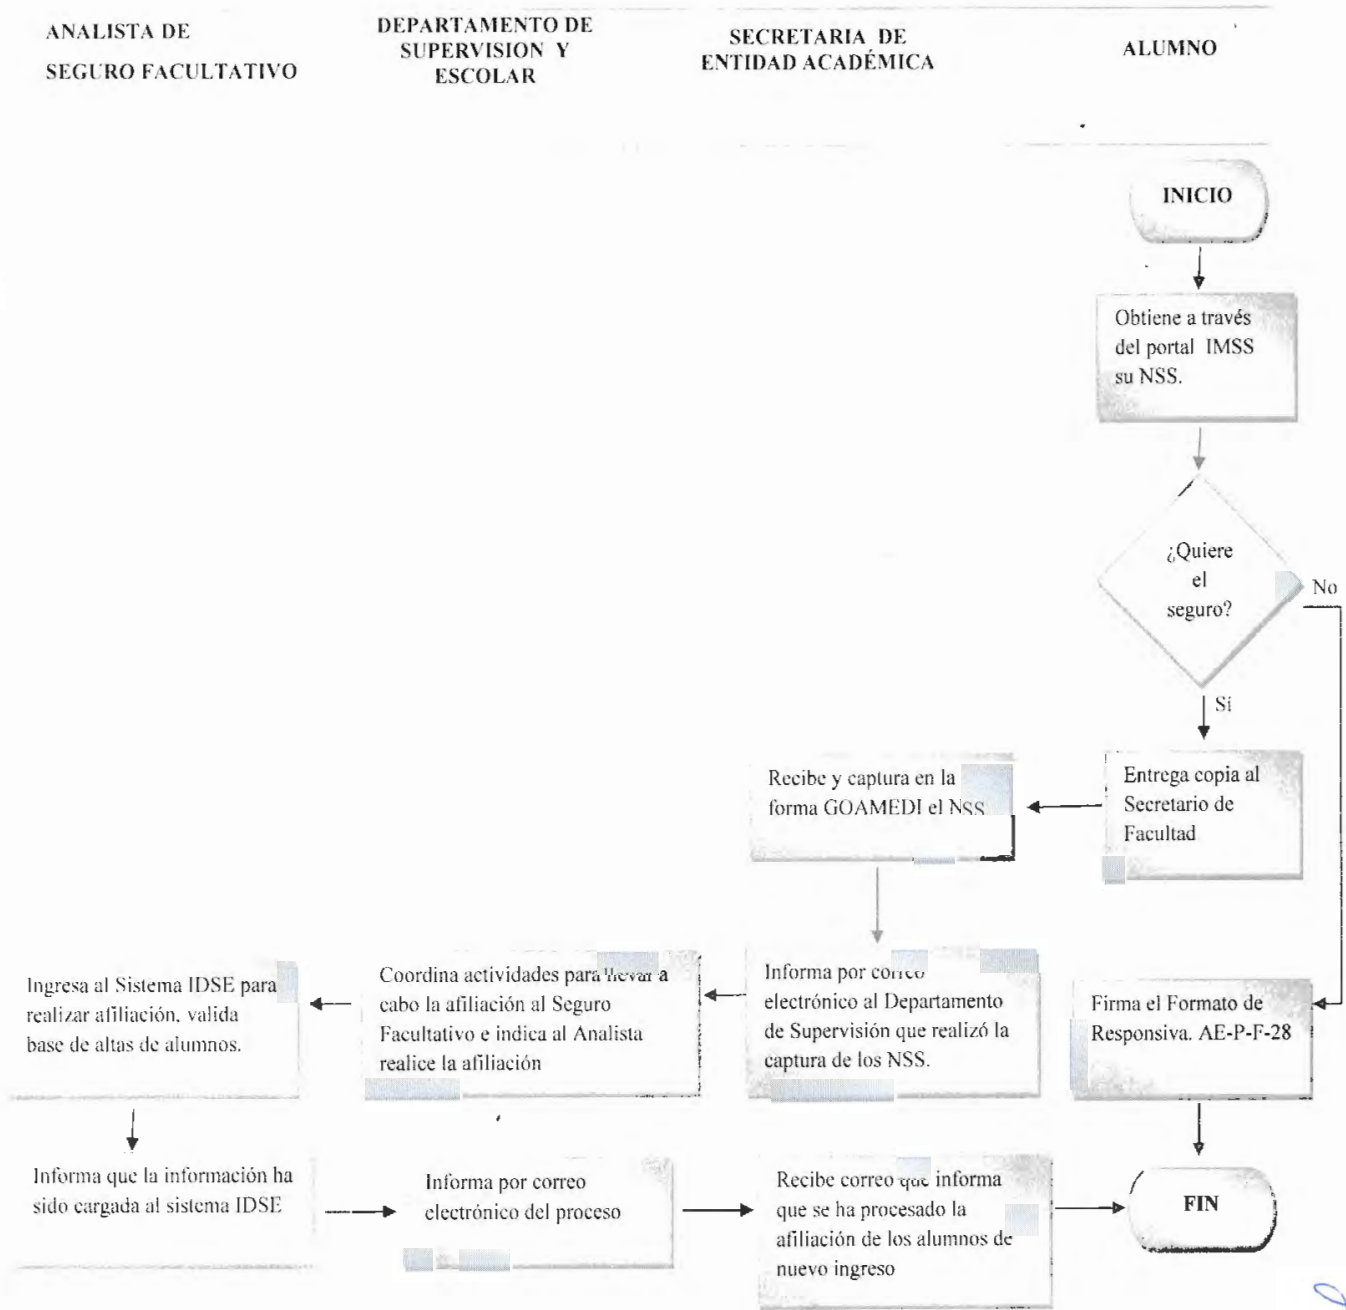 ANALISTA DE
SEGURO FACULTATIVO
DEPARTAMENTO DE
SUPERVISION Y
ESCOLAR
SECRETARIA DE
ENTIDAD ACADÉMICA
ALUMNO
INICIO
Obtiene a través
del portal IMSS
su NSS.
¿Quiere
el
seguro?
No
Sí
Entrega copia al
Secretario de
Facultad
Recibe y captura en la
forma GOAMEDI el NSS
Informa por correo
electrónico al Departamento
de Supervisión que realizó la
captura de los NSS.
Coordina actividades para llevar a
cabo la afiliación al Seguro
Facultativo e indica al Analista
realice la afiliación
Ingresa al Sistema IDSE para
realizar afiliación, valida
base de altas de alumnos.
Firma el Formato de
Responsiva. AE-P-F-28
Informa que la información ha
sido cargada al sistema IDSE
Informa por correo
electrónico del proceso
Recibe correo que informa
que se ha procesado la
afiliación de los alumnos de
nuevo ingreso
FIN